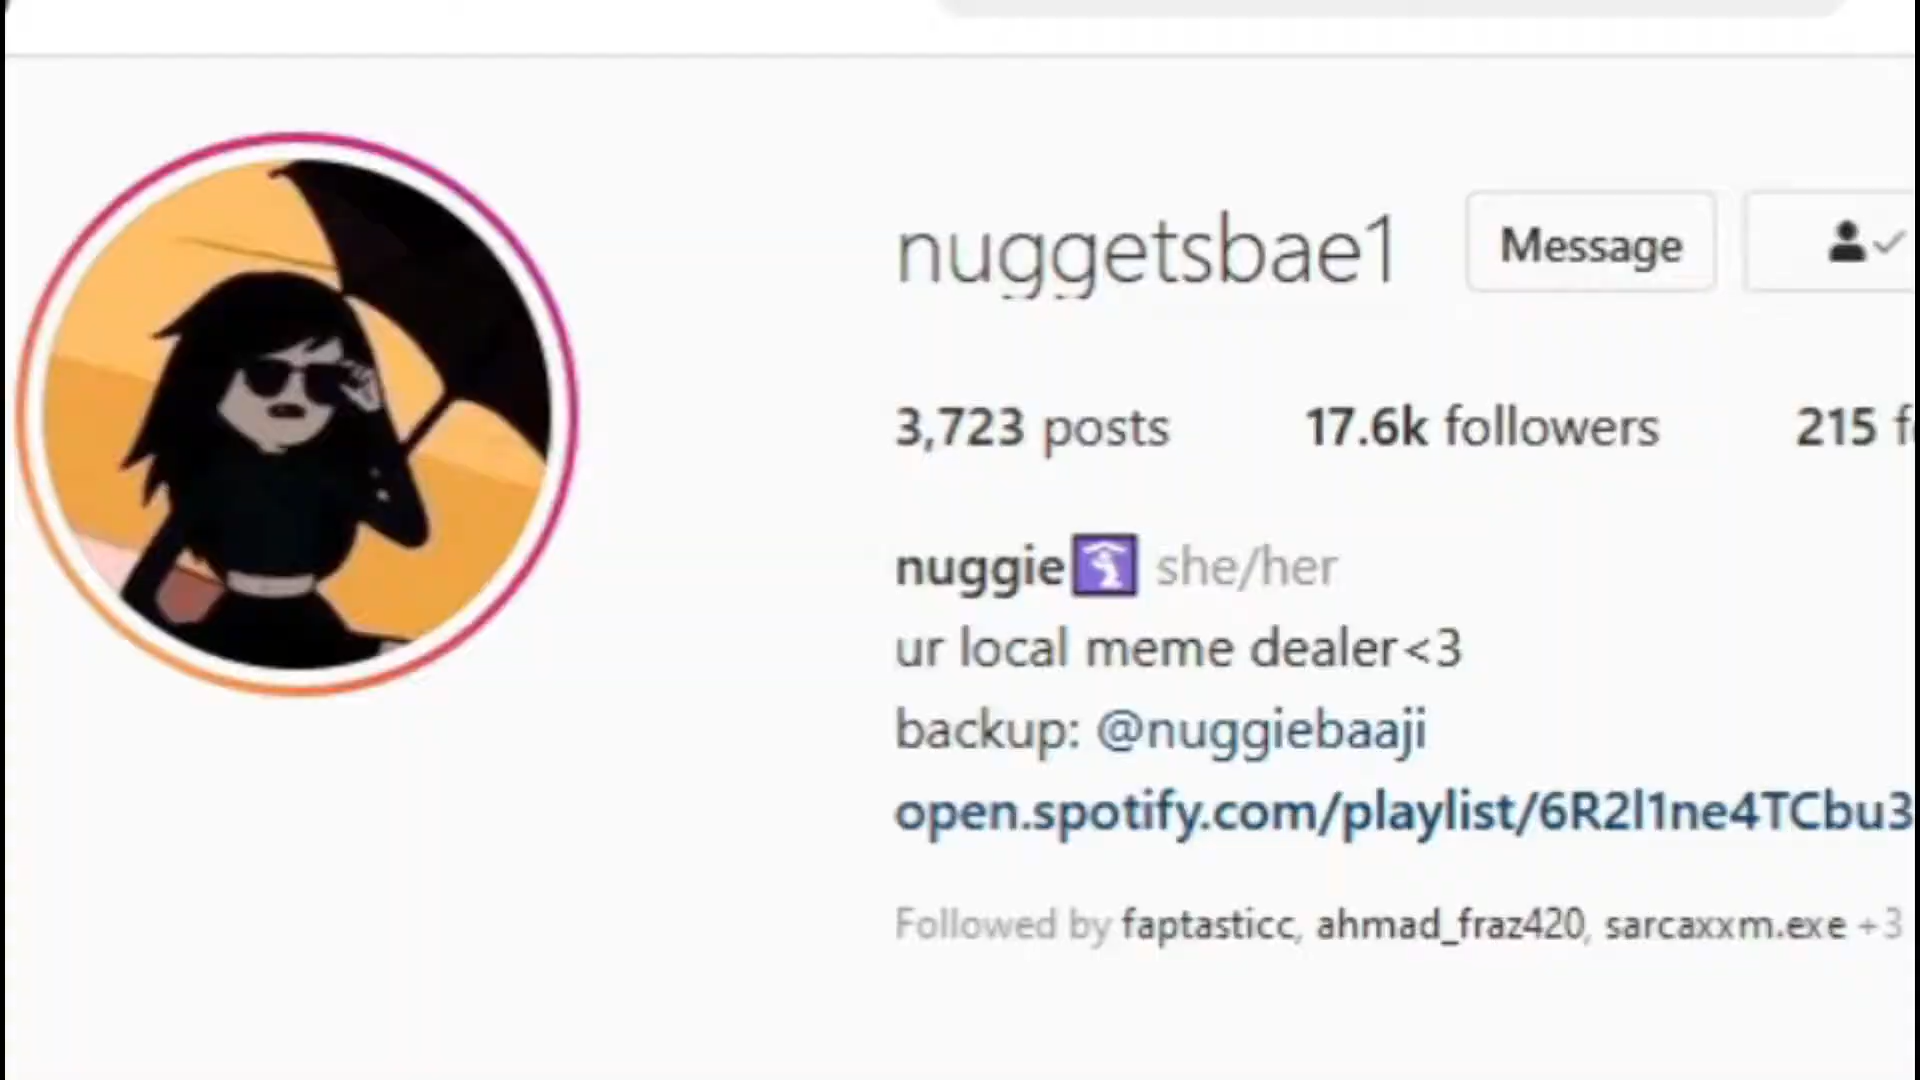 nuggetsbae1 Message
3,723 posts 17.6k followers 215
nuggie🛐 she/her
ur local meme dealer<3
backup: @nuggiebaaji
open.spotify.com/playlist/6R2l1ne4TCbu3
Followed by faptasticc, ahmad_fraz420, sarcaxxm.exe +3